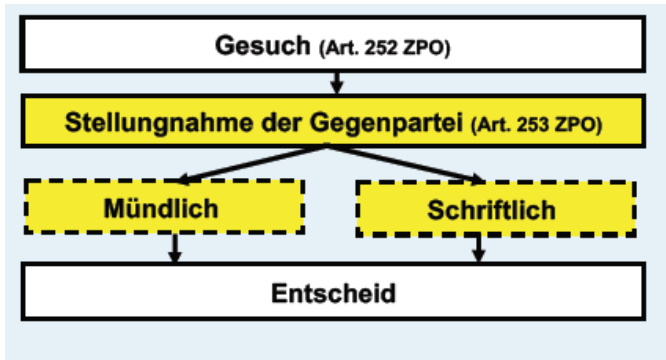 Gesuch (Art. 252 ZPO)
Stellungnahme der Gegenpartei (Art. 253 ZPO)
Mündlich
Schriftlich
Entscheid